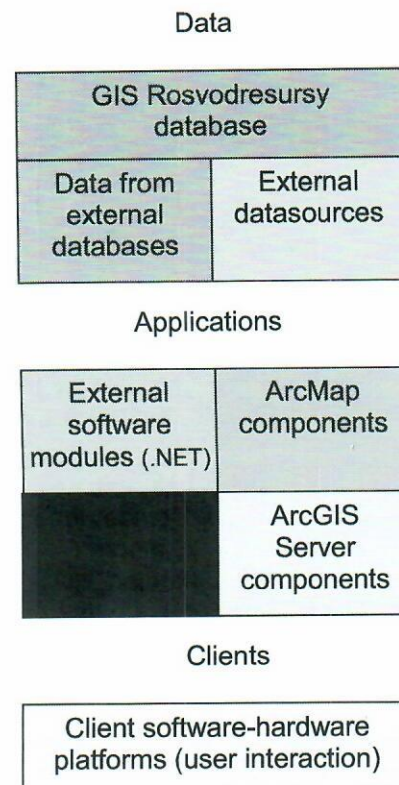 Data
GIS Rosvodresursy
database
Data from
external
databases
External
datasources
Applications
External
software
modules (.NET)
ArcMap
components
ArcGIS
Server
components
Clients
Client software-hardware
platforms (user interaction)